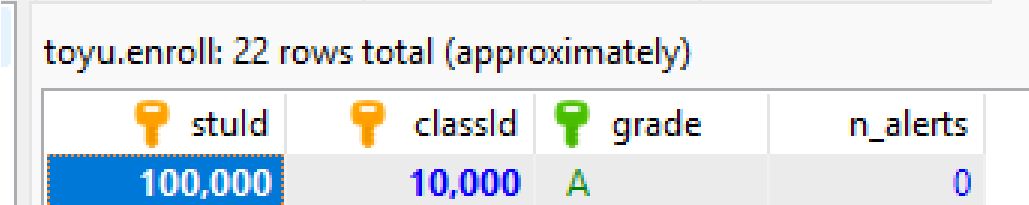 toyu.enroll: 22 rows total (approximately)
stuId classId grade n_alerts
100,000 10,000 A 0